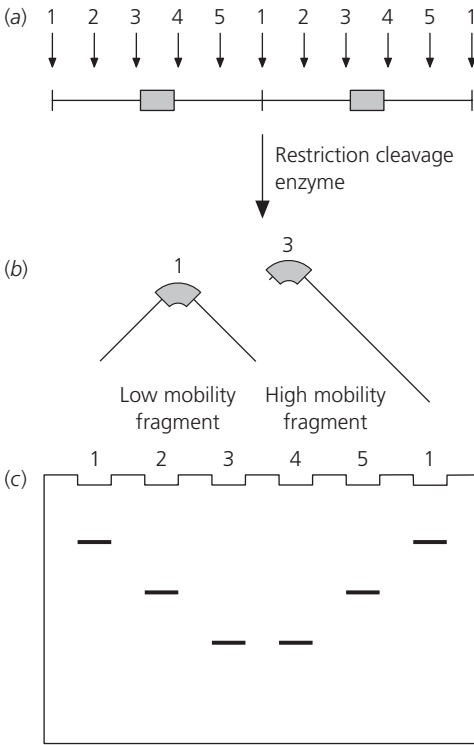 (a) 1 2 3 4 5 1 2 3 4 5 1
Restriction cleavage
enzyme
(b) 1 3
Low mobility
fragment
High mobility
fragment
(c) 1 2 3 4 5 1